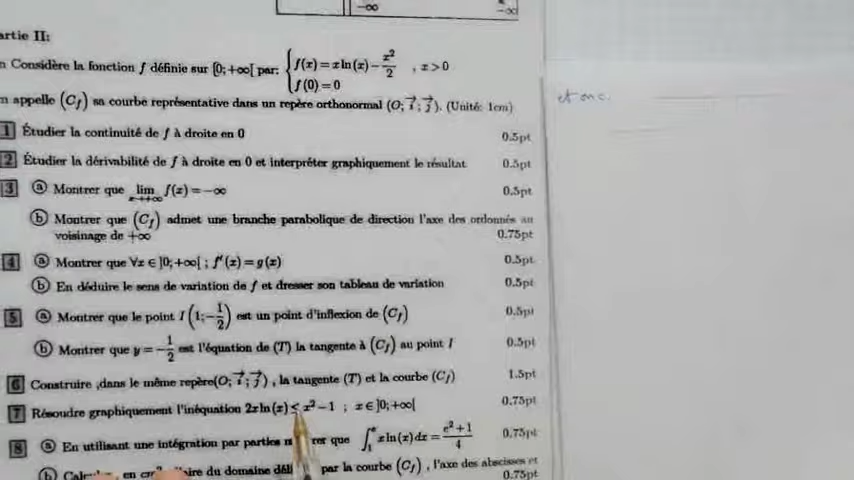 −∞ −∞
artie II:
n Considère la fonction f définie sur [0;+∞[ par: { f(x) = x ln(x) − x²/2 , x > 0
f(0) = 0
n appelle (C_f) sa courbe représentative dans un repère orthonormal (O; i⃗; j⃗). (Unité: 1cm)
1 Étudier la continuité de f à droite en 0 0.5pt
2 Étudier la dérivabilité de f à droite en 0 et interpréter graphiquement le résultat 0.5pt
3 a Montrer que lim x→+∞ f(x) = −∞ 0.5pt
b Montrer que (C_f) admet une branche parabolique de direction l'axe des ordonnés au
voisinage de +∞ 0.75pt
4 a Montrer que ∀x ∈ ]0;+∞[ ; f'(x) = g(x) 0.5pt
b En déduire le sens de variation de f et dresser son tableau de variation 0.5pt
5 a Montrer que le point I(1; −1/2) est un point d'inflexion de (C_f) 0.5pt
b Montrer que y = −1/2 est l'équation de (T) la tangente à (C_f) au point I 0.5pt
6 Construire ,dans le même repère(O; i⃗; j⃗) , la tangente (T) et la courbe (C_f) 1.5pt
7 Résoudre graphiquement l'inéquation 2x ln(x) ≤ x² − 1 ; x ∈ ]0;+∞[ 0.75pt
8 a En utilisant une intégration par parties rer que ∫₁ᵉ x ln(x) dx = (e²+1)/4 0.75pt
b en par la courbe (C_f) , l'axe des abscisses et
du domaine 0.75pt